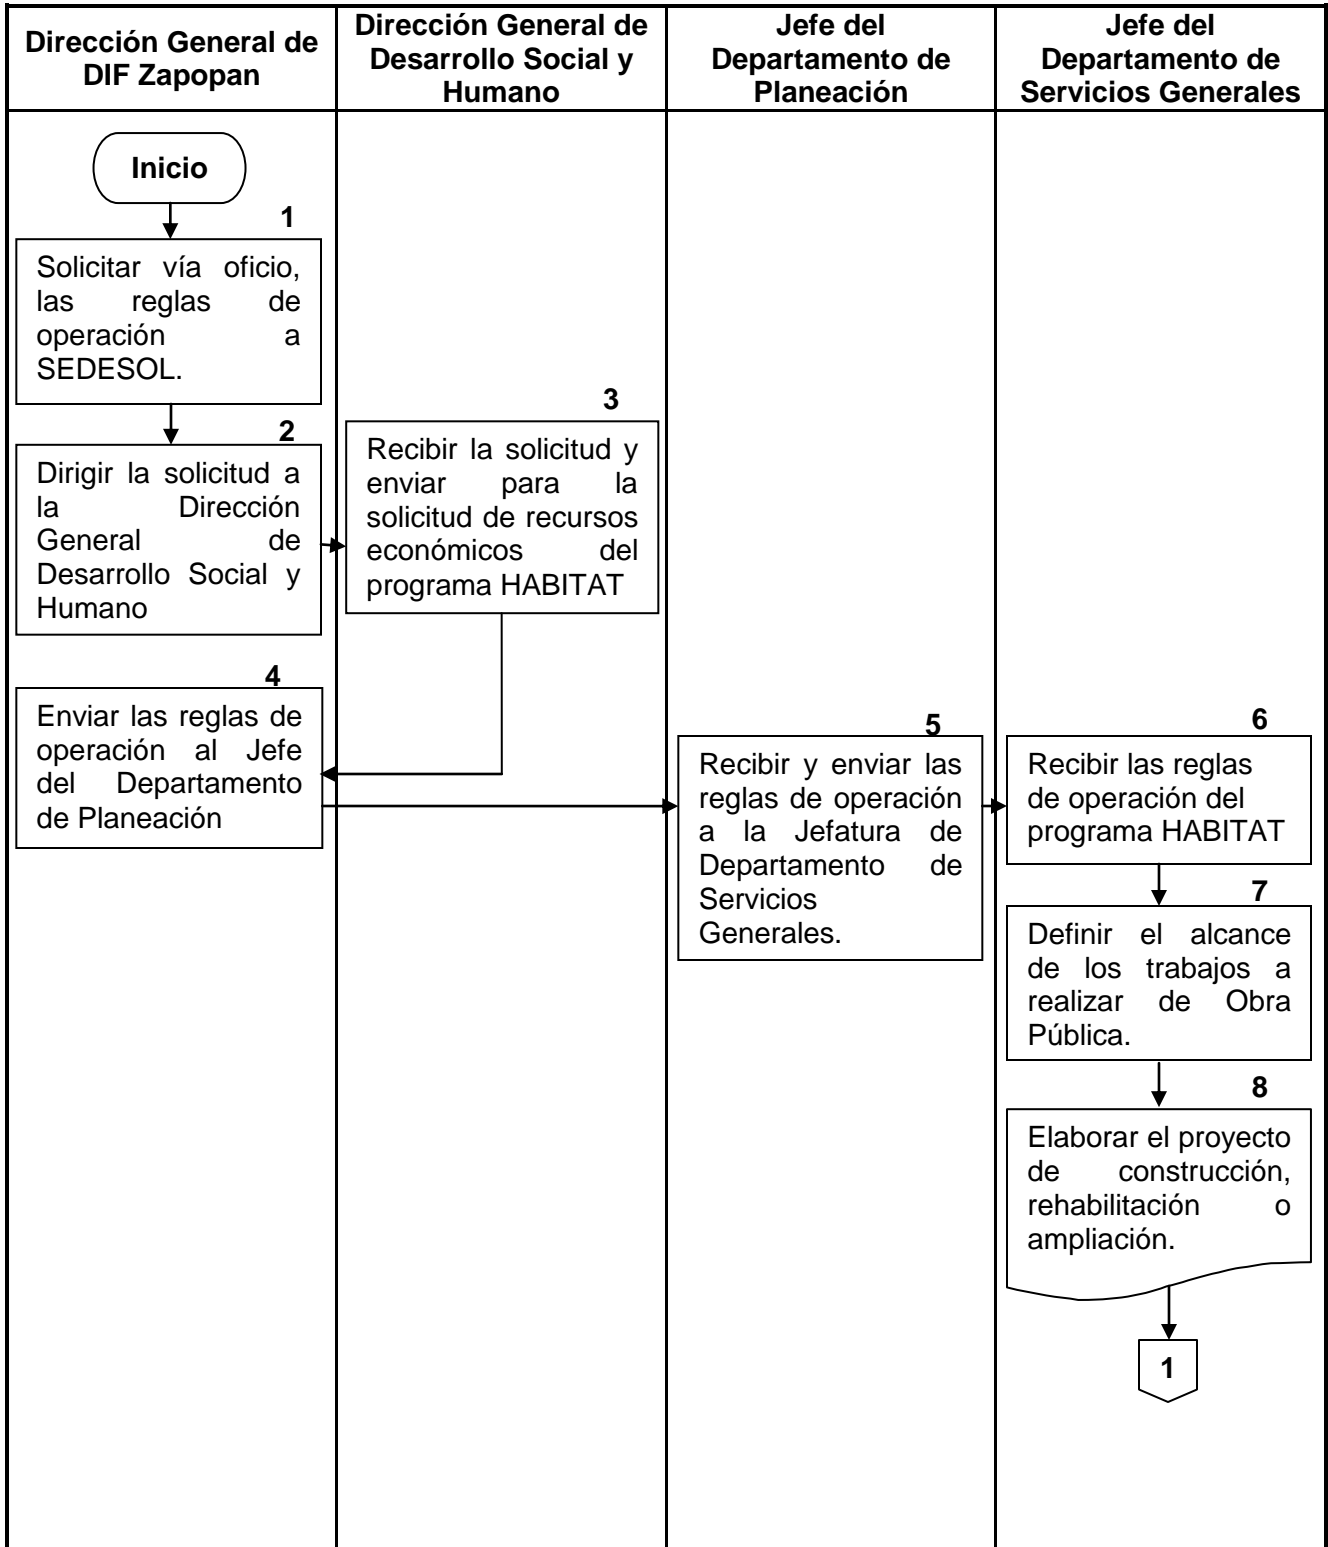 Dirección General de
DIF Zapopan
Dirección General de
Desarrollo Social y
Humano
Jefe del
Departamento de
Planeación
Jefe del
Departamento de
Servicios Generales
Inicio
1
Solicitar vía oficio,
las reglas de
operación a
SEDESOL.
2
Dirigir la solicitud a
la Dirección
General de
Desarrollo Social y
Humano
3
Recibir la solicitud y
enviar para la
solicitud de recursos
económicos del
programa HABITAT
4
Enviar las reglas de
operación al Jefe
del Departamento
de Planeación
5
Recibir y enviar las
reglas de operación
a la Jefatura de
Departamento de
Servicios
Generales.
6
Recibir las reglas
de operación del
programa HABITAT
7
Definir el alcance
de los trabajos a
realizar de Obra
Pública.
8
Elaborar el proyecto
de construcción,
rehabilitación o
ampliación.
1